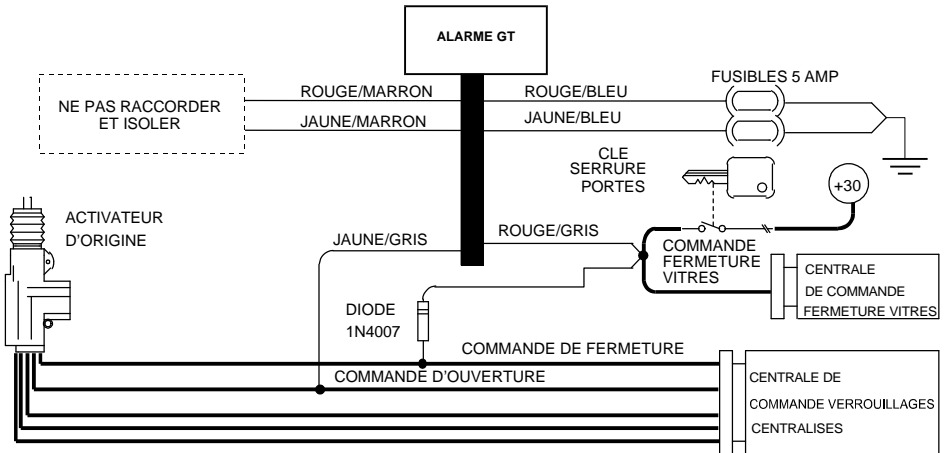 ALARME GT
FUSIBLES 5 AMP
ROUGE/MARRON
ROUGE/BLEU
NE PAS RACCORDER
ET ISOLER
JAUNE/MARRON
JAUNE/BLEU
CLE
SERRURE
PORTES
+30
ACTIVATEUR
D'ORIGINE
JAUNE/GRIS
ROUGE/GRIS
COMMANDE
FERMETURE
VITRES
CENTRALE
DE COMMANDE
FERMETURE VITRES
DIODE
1N4007
COMMANDE DE FERMETURE
COMMANDE D'OUVERTURE
CENTRALE DE
COMMANDE VERROUILLAGES
CENTRALISES